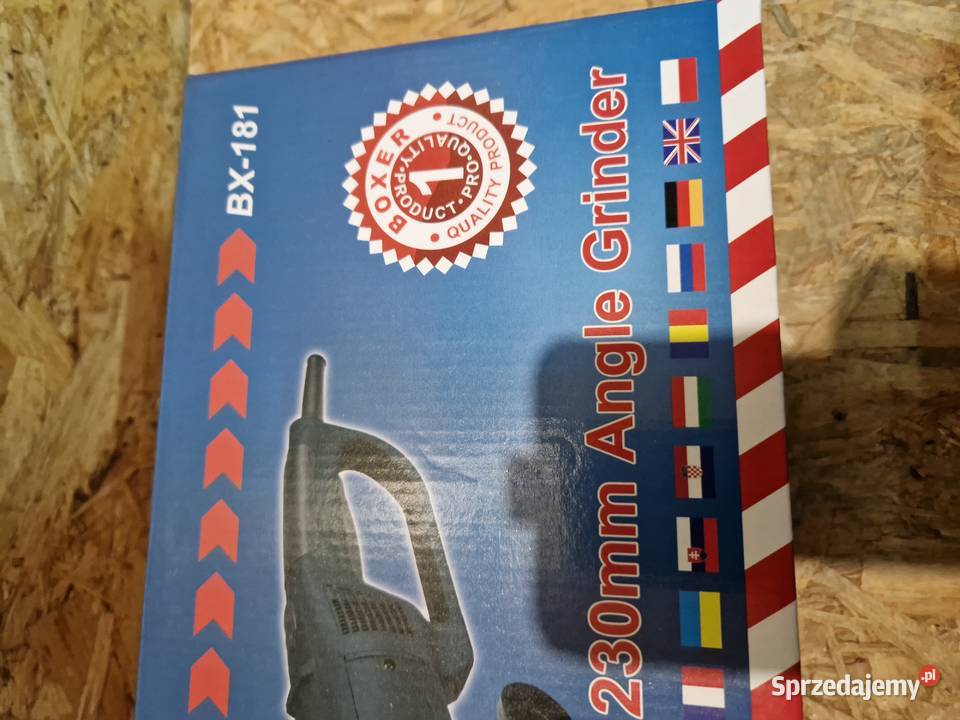 BX-181
BOXER
QUALITY PRODUCT
QUALITY • PRODUCT • PRO •
1
230mm Angle Grinder
Sprzedajemy.pl